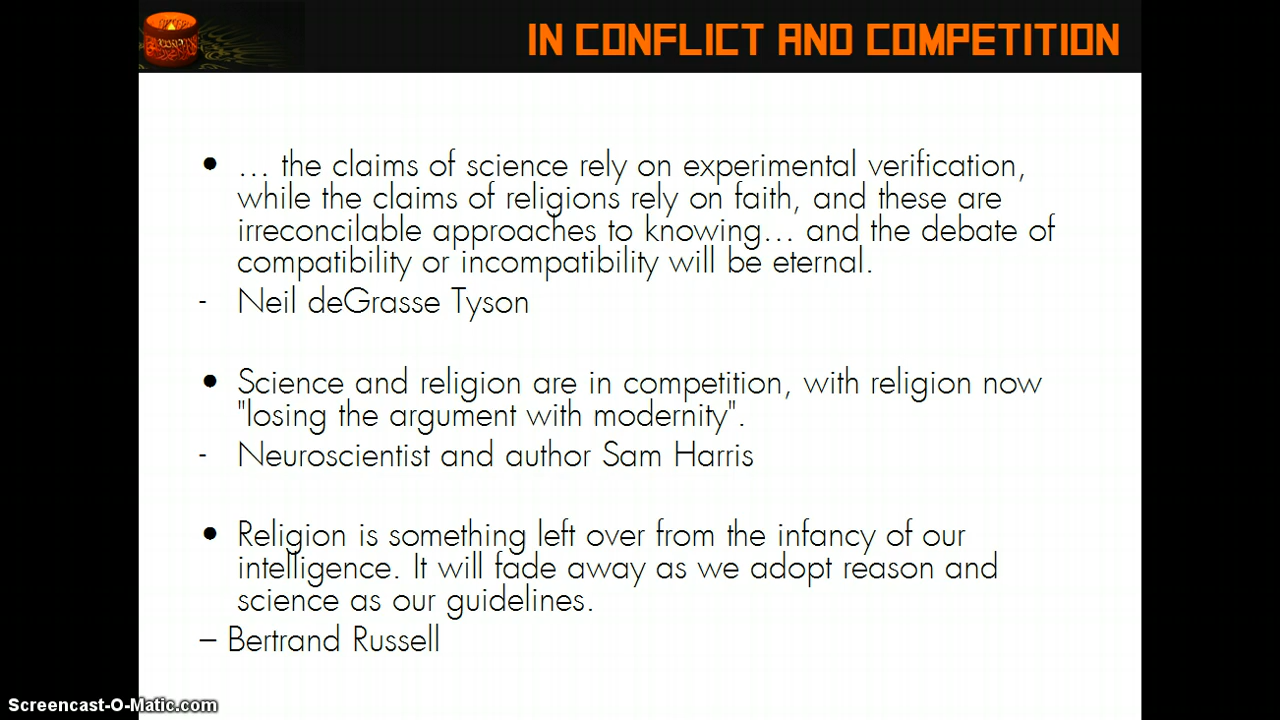 IN CONFLICT AND COMPETITION
• … the claims of science rely on experimental verification,
while the claims of religions rely on faith, and these are
irreconcilable approaches to knowing… and the debate of
compatibility or incompatibility will be eternal.
- Neil deGrasse Tyson
• Science and religion are in competition, with religion now
"losing the argument with modernity".
- Neuroscientist and author Sam Harris
• Religion is something left over from the infancy of our
intelligence. It will fade away as we adopt reason and
science as our guidelines.
– Bertrand Russell
Screencast-O-Matic.com